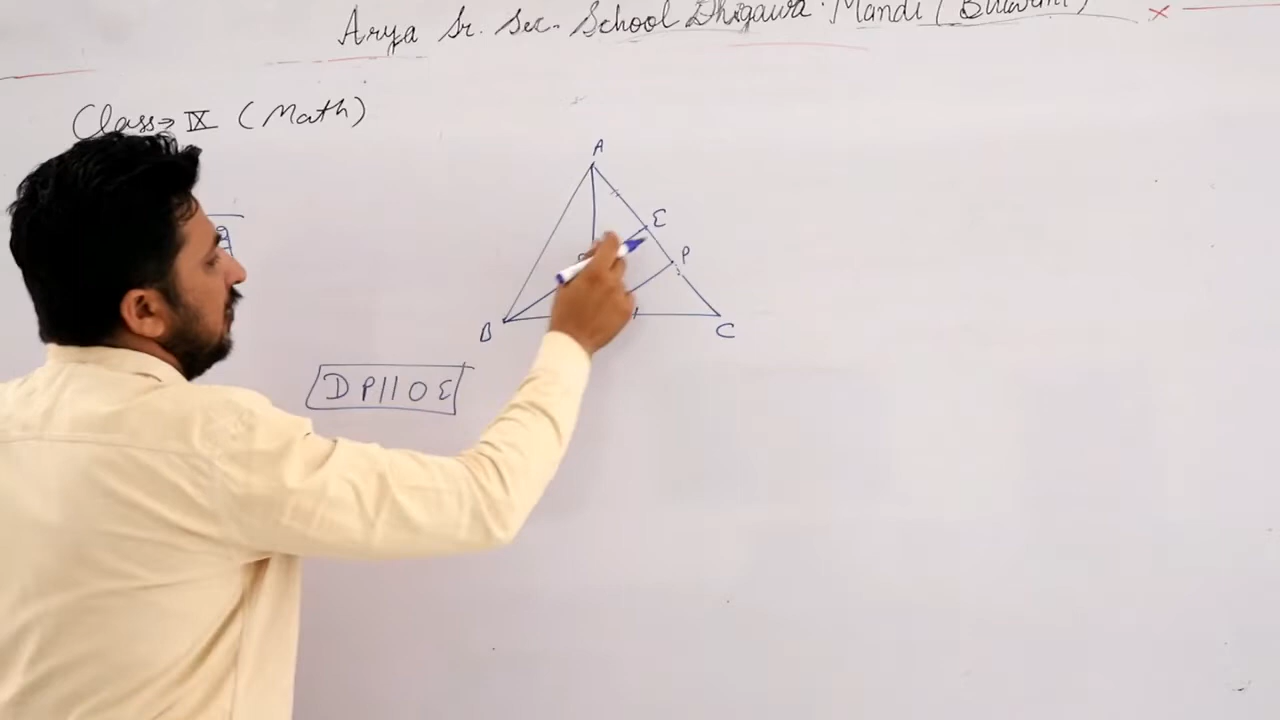 Arya Sr. Sec. School Dhigawa Mandi (Bhiwani)
Class → IX (Math)
A
E
P
B
C
DP||OE